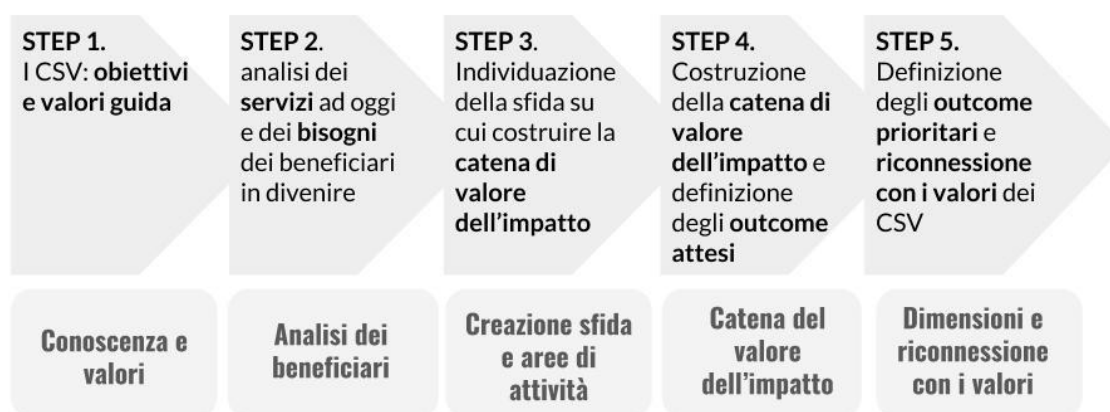 STEP 1.
I CSV: obiettivi
e valori guida
STEP 2.
analisi dei
servizi ad oggi
e dei bisogni
dei beneficiari
in divenire
STEP 3.
Individuazione
della sfida su
cui costruire la
catena di
valore
dell'impatto
STEP 4.
Costruzione
della catena di
valore
dell'impatto e
definizione
degli outcome
attesi
STEP 5.
Definizione
degli outcome
prioritari e
riconnessione
con i valori dei
CSV
Conoscenza e
valori
Analisi dei
beneficiari
Creazione sfida
e aree di
attività
Catena del
valore
dell'impatto
Dimensioni e
riconnessione
con i valori